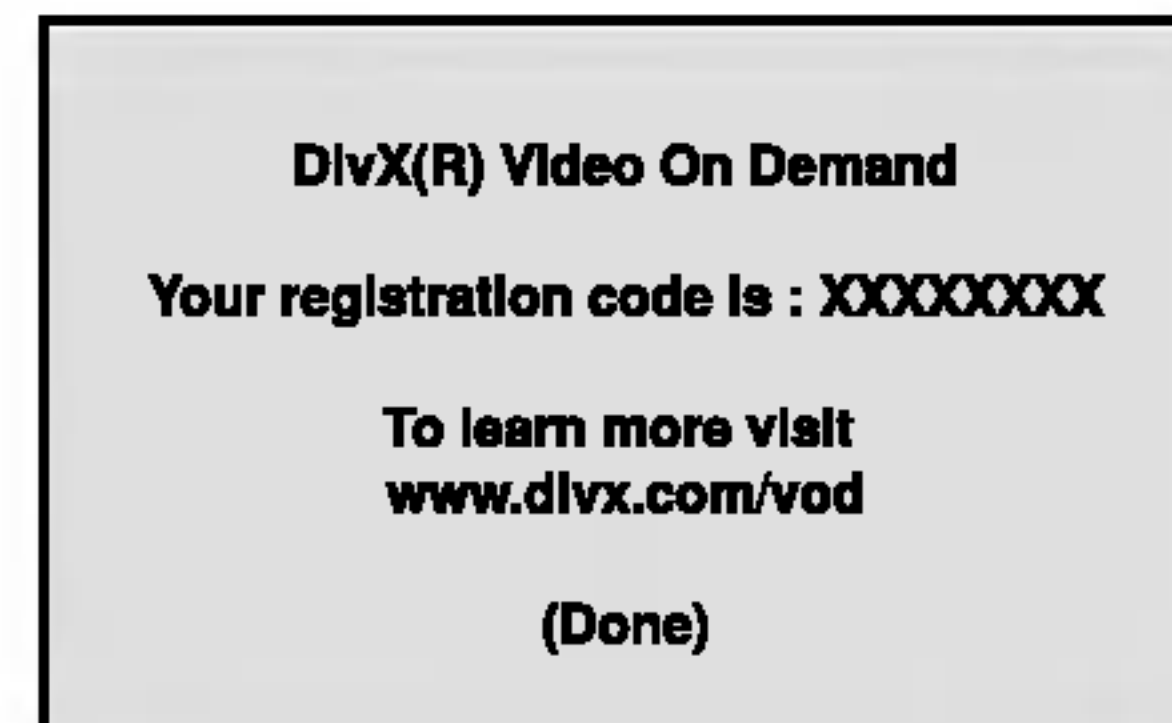 DivX(R) Video On Demand
Your registration code is : XXXXXXXX
To learn more visit
www.divx.com/vod
(Done)